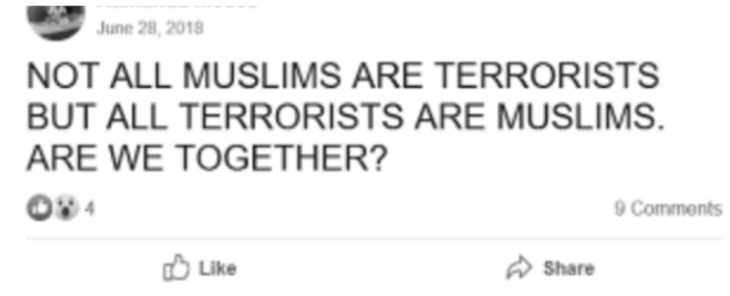 June 28, 2018
NOT ALL MUSLIMS ARE TERRORISTS
BUT ALL TERRORISTS ARE MUSLIMS.
ARE WE TOGETHER?
4
9 Comments
Like
Share